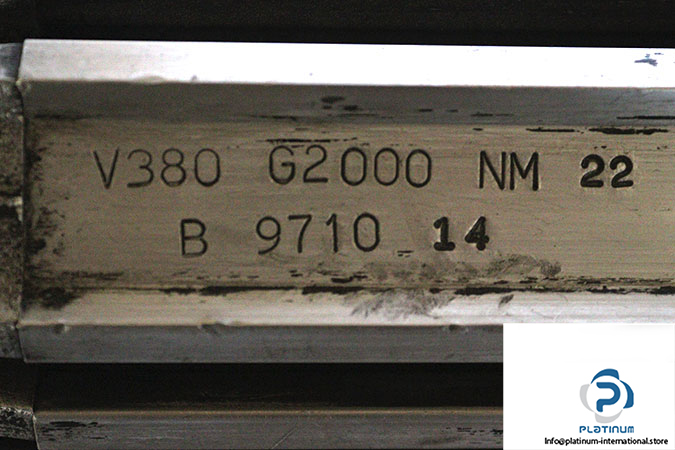 V380 G2000 NM 22
B 9710 14
PLATINUM
Info@platinum-international.store